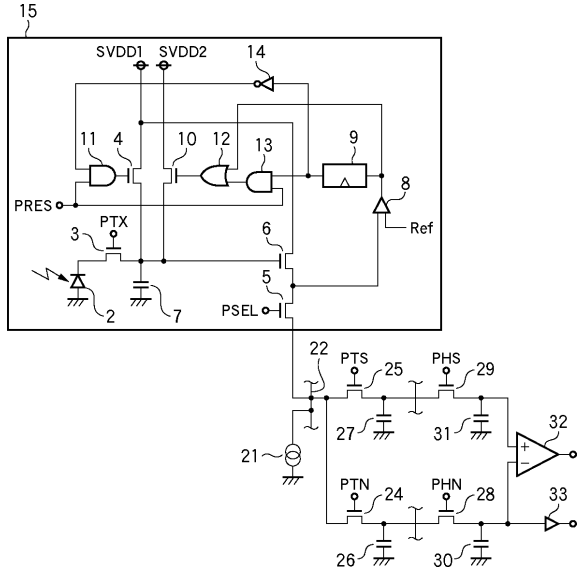 15
SVDD1 SVDD2
14
11 4 10 12 13 9
8
PRES
PTX
Ref
3 6
5
2 7
PSEL
22 PTS 25 PHS 29
27 31 32
21
PTN 24 PHN 28 33
26 30
+
−